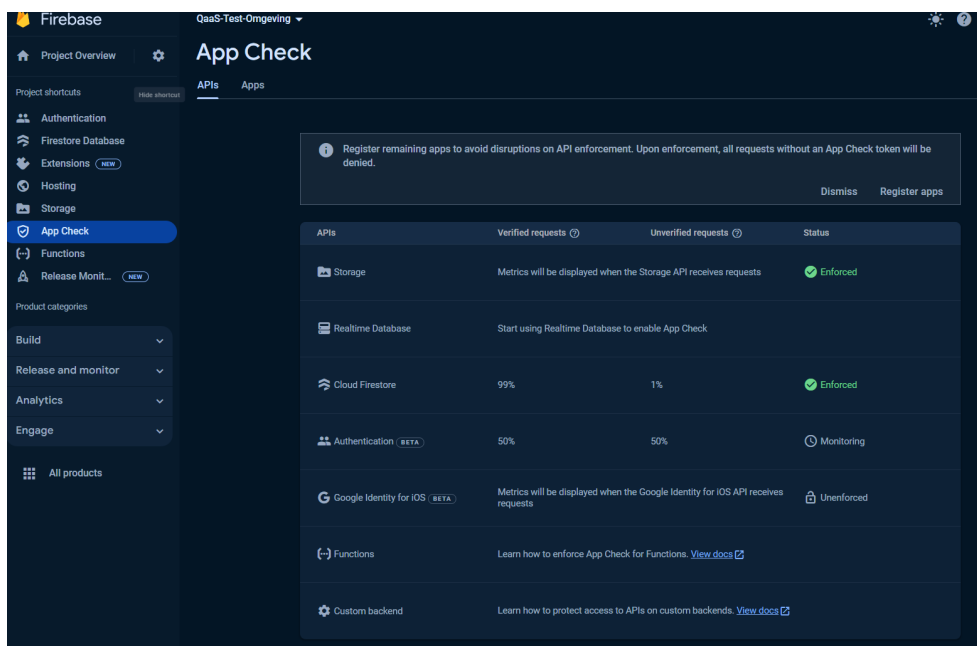 Firebase
QaaS-Test-Omgeving
Project Overview
App Check
Project shortcuts
Hide shortcut
APIs Apps
Authentication
Firestore Database
Extensions NEW
Hosting
Storage
App Check
Functions
Release Monit... NEW
Product categories
Build
Release and monitor
Analytics
Engage
All products
Register remaining apps to avoid disruptions on API enforcement. Upon enforcement, all requests without an App Check token will be
denied.
Dismiss Register apps
APIs Verified requests Unverified requests Status
Storage Metrics will be displayed when the Storage API receives requests Enforced
Realtime Database Start using Realtime Database to enable App Check
Cloud Firestore 99% 1% Enforced
Authentication BETA 50% 50% Monitoring
Google Identity for iOS BETA Metrics will be displayed when the Google Identity for iOS API receives
requests Unenforced
Functions Learn how to enforce App Check for Functions. View docs
Custom backend Learn how to protect access to APIs on custom backends. View docs